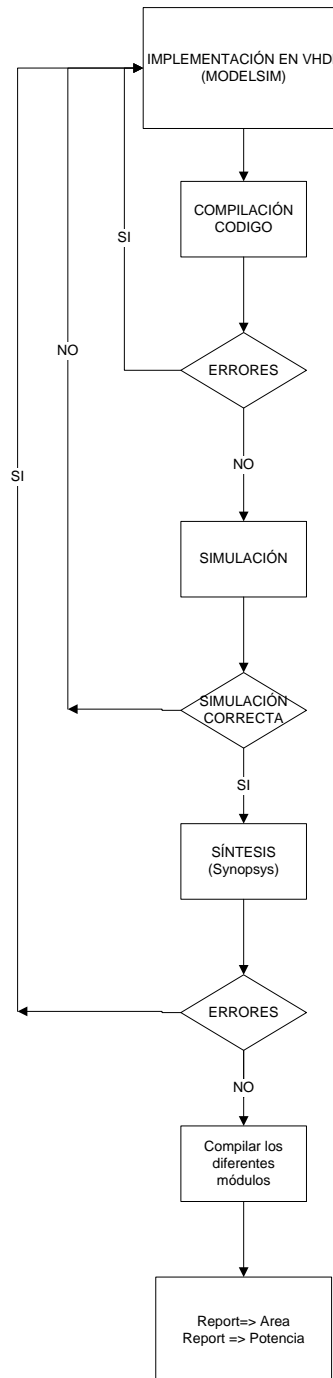 IMPLEMENTACIÓN EN VHD
(MODELSIM)
COMPILACIÓN
CODIGO
SI
ERRORES
NO
NO
SI
SIMULACIÓN
SIMULACIÓN
CORRECTA
SI
SÍNTESIS
(Synopsys)
ERRORES
NO
Compilar los
diferentes
módulos
Report=> Area
Report => Potencia